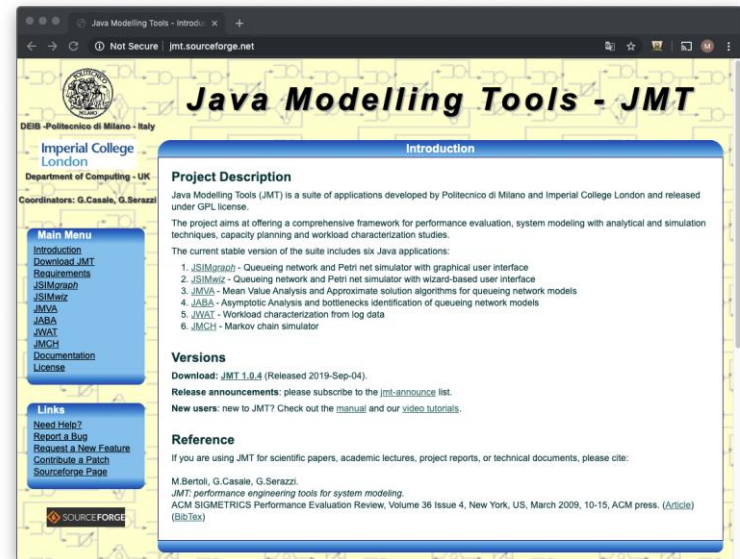 Java Modelling Tools - Introdu
Not Secure | jmt.sourceforge.net
POLITECNICO
MILANO
DEIB -Politecnico di Milano - Italy
Imperial College
London
Department of Computing - UK
Coordinators: G.Casale, G.Serazzi
Main Menu
Introduction
Download JMT
Requirements
JSIMgraph
JSIMwiz
JMVA
JABA
JWAT
JMCH
Documentation
License
Links
Need Help?
Report a Bug
Request a New Feature
Contribute a Patch
Sourceforge Page
SOURCEFORGE
Java Modelling Tools - JMT
Introduction
Project Description
Java Modelling Tools (JMT) is a suite of applications developed by Politecnico di Milano and Imperial College London and released
under GPL license.
The project aims at offering a comprehensive framework for performance evaluation, system modeling with analytical and simulation
techniques, capacity planning and workload characterization studies.
The current stable version of the suite includes six Java applications:
1. JSIMgraph - Queueing network and Petri net simulator with graphical user interface
2. JSIMwiz - Queueing network and Petri net simulator with wizard-based user interface
3. JMVA - Mean Value Analysis and Approximate solution algorithms for queueing network models
4. JABA - Asymptotic Analysis and bottlenecks identification of queueing network models
5. JWAT - Workload characterization from log data
6. JMCH - Markov chain simulator
Versions
Download: JMT 1.0.4 (Released 2019-Sep-04).
Release announcements: please subscribe to the jmt-announce list.
New users: new to JMT? Check out the manual and our video tutorials.
Reference
If you are using JMT for scientific papers, academic lectures, project reports, or technical documents, please cite:
M.Bertoli, G.Casale, G.Serazzi.
JMT: performance engineering tools for system modeling.
ACM SIGMETRICS Performance Evaluation Review, Volume 36 Issue 4, New York, US, March 2009, 10-15, ACM press. (Article)
(BibTex)